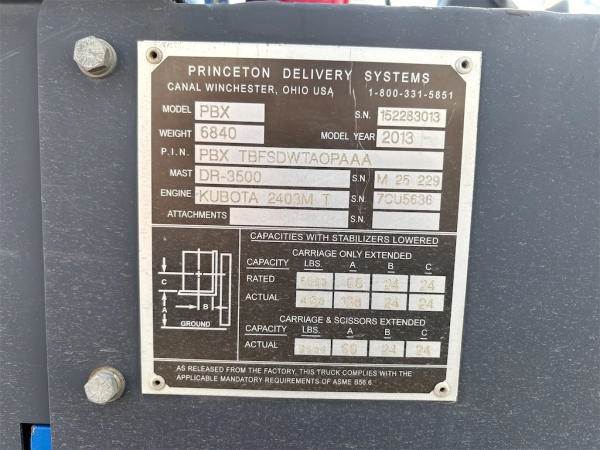 PRINCETON DELIVERY SYSTEMS
CANAL WINCHESTER, OHIO USA 1-800-331-5851
MODEL PBX S.N. 152283013
WEIGHT 6840 MODEL YEAR 2013
P.I.N. PBX TBFSDWTAOPAAA
MAST DR-3500 S.N. M 25 229
ENGINE KUBOTA 2403M T S.N. 7CU5636
ATTACHMENTS S.N.
CAPACITIES WITH STABILIZERS LOWERED
CARRIAGE ONLY EXTENDED
CAPACITY LBS. A B C
RATED 24 24
ACTUAL 24 24
CARRIAGE & SCISSORS EXTENDED
CAPACITY LBS. A B C
ACTUAL 24 24
C
B
A
GROUND
AS RELEASED FROM THE FACTORY, THIS TRUCK COMPLIES WITH THE
APPLICABLE MANDATORY REQUIREMENTS OF ASME B56.6.